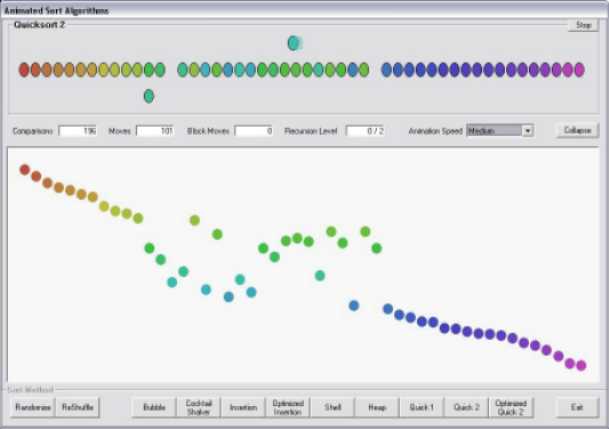 Animated Sort Algorithms
Quicksort 2
Stop
Comparisons 196 Moves 101 Block Moves 0 Recursion Level 0 / 2 Animation Speed Medium Collapse
Sort Method
Randomize ReShuffle Bubble Cocktail Shaker Insertion Optimized Insertion Shell Heap Quick 1 Quick 2 Optimized Quick 2 Exit